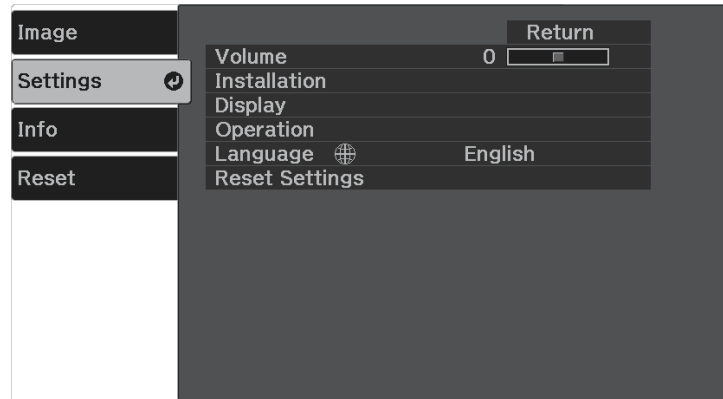 Image
Settings
Info
Reset
Return
Volume 0
Installation
Display
Operation
Language English
Reset Settings